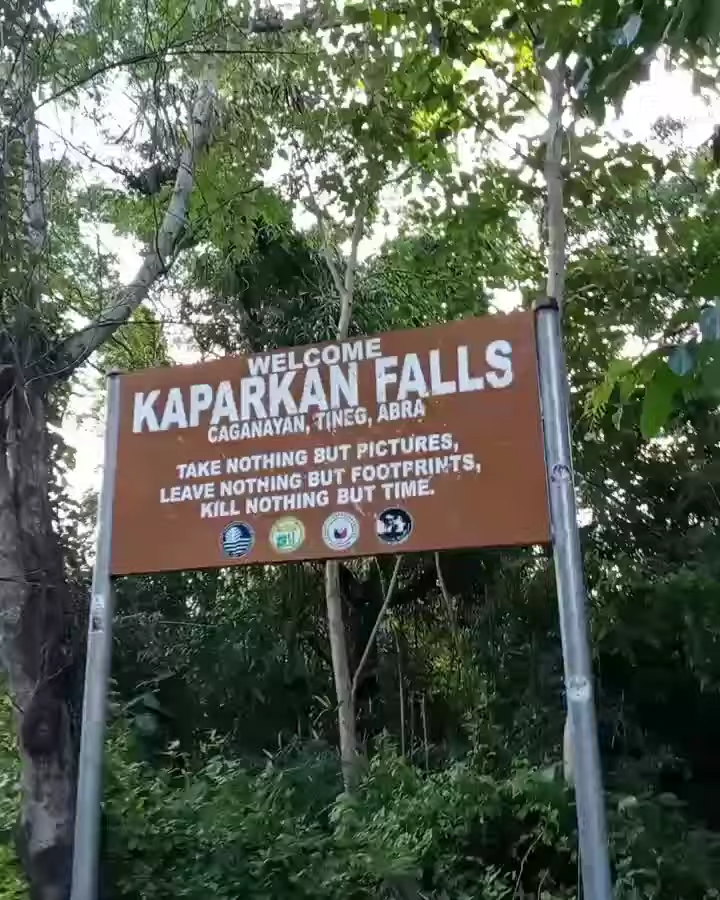 WELCOME
KAPARKAN FALLS
CAGANAYAN, TINEG, ABRA
TAKE NOTHING BUT PICTURES,
LEAVE NOTHING BUT FOOTPRINTS,
KILL NOTHING BUT TIME.